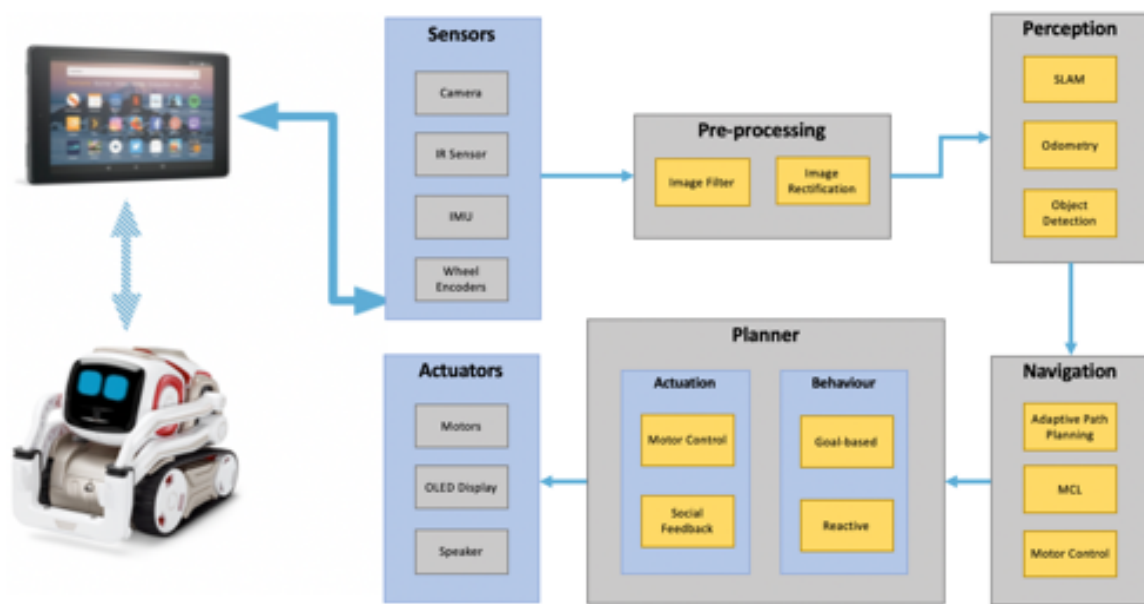 Sensors
Camera
IR Sensor
IMU
Wheel
Encoders
Pre-processing
Image Filter
Image
Rectification
Perception
SLAM
Odometry
Object
Detection
Navigation
Adaptive Path
Planning
MCL
Motor Control
Planner
Actuation
Motor Control
Social
Feedback
Behaviour
Goal-based
Reactive
Actuators
Motors
OLED Display
Speaker